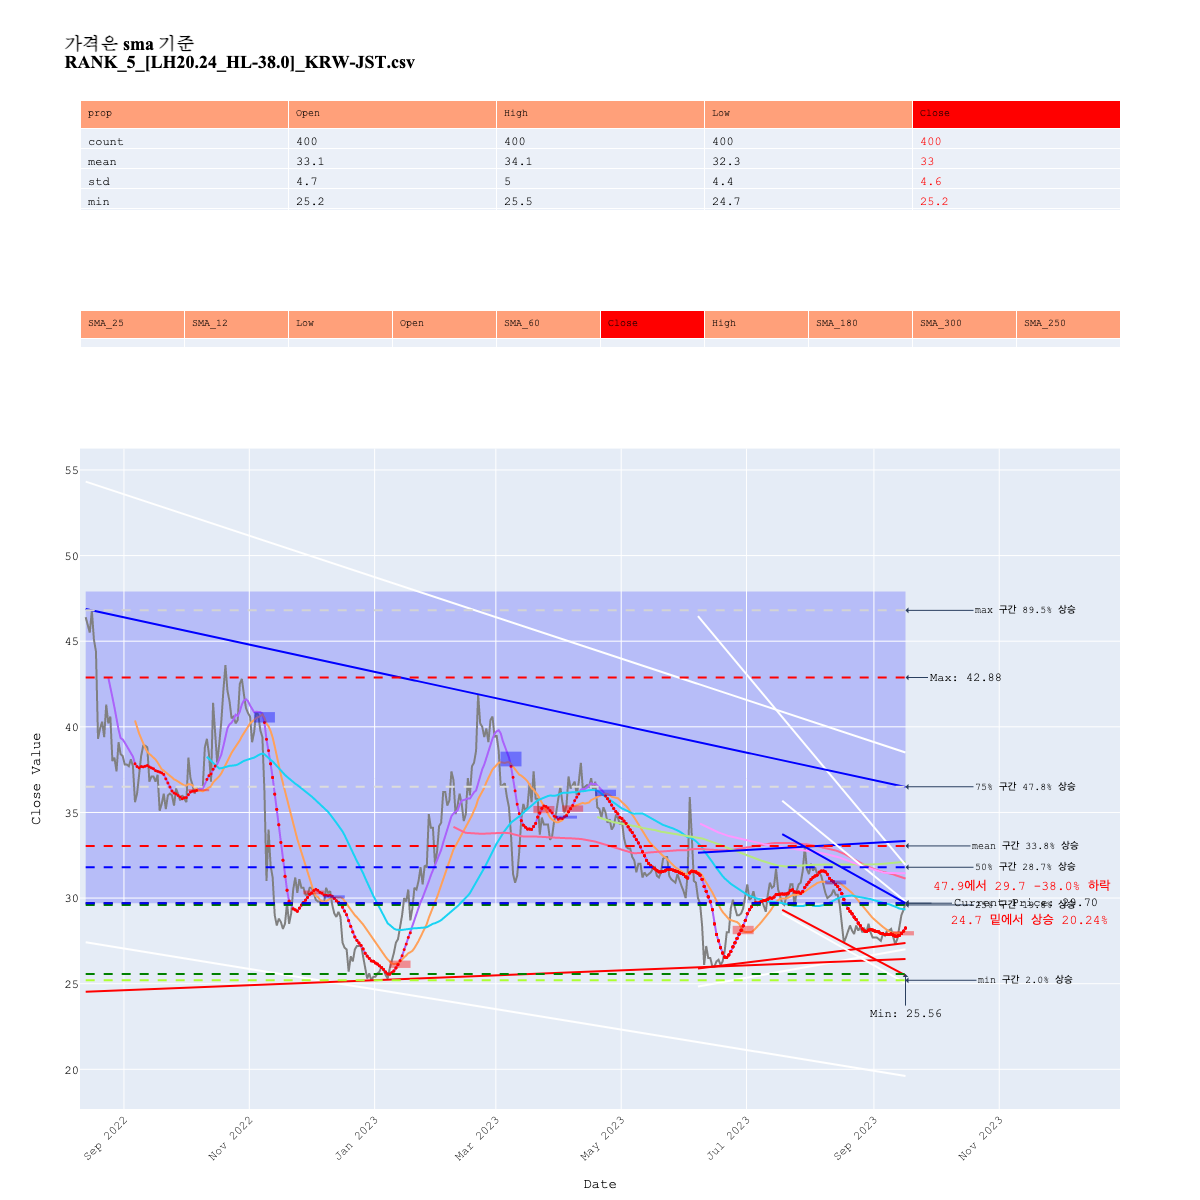 가격은 sma 기준
RANK_5_[LH20.24_HL-38.0]_KRW-JST.csv
prop Open High Low Close
count 400 400 400 400
mean 33.1 34.1 32.3 33
std 4.7 5 4.4 4.6
min 25.2 25.5 24.7 25.2
SMA_25 SMA_12 Low Open SMA_60 Close High SMA_180 SMA_300 SMA_250
55
50
max 구간 89.5% 상승
45
Max: 42.88
40
75% 구간 47.8% 상승
35
mean 구간 33.8% 상승
50% 구간 28.7% 상승
47.9에서 29.7 -38.0% 하락
30
24.7 밑에서 상승 20.24%
25
min 구간 2.0% 상승
Min: 25.56
20
Close Value
Sep 2022 Nov 2022 Jan 2023 Mar 2023 May 2023 Jul 2023 Sep 2023 Nov 2023
Date